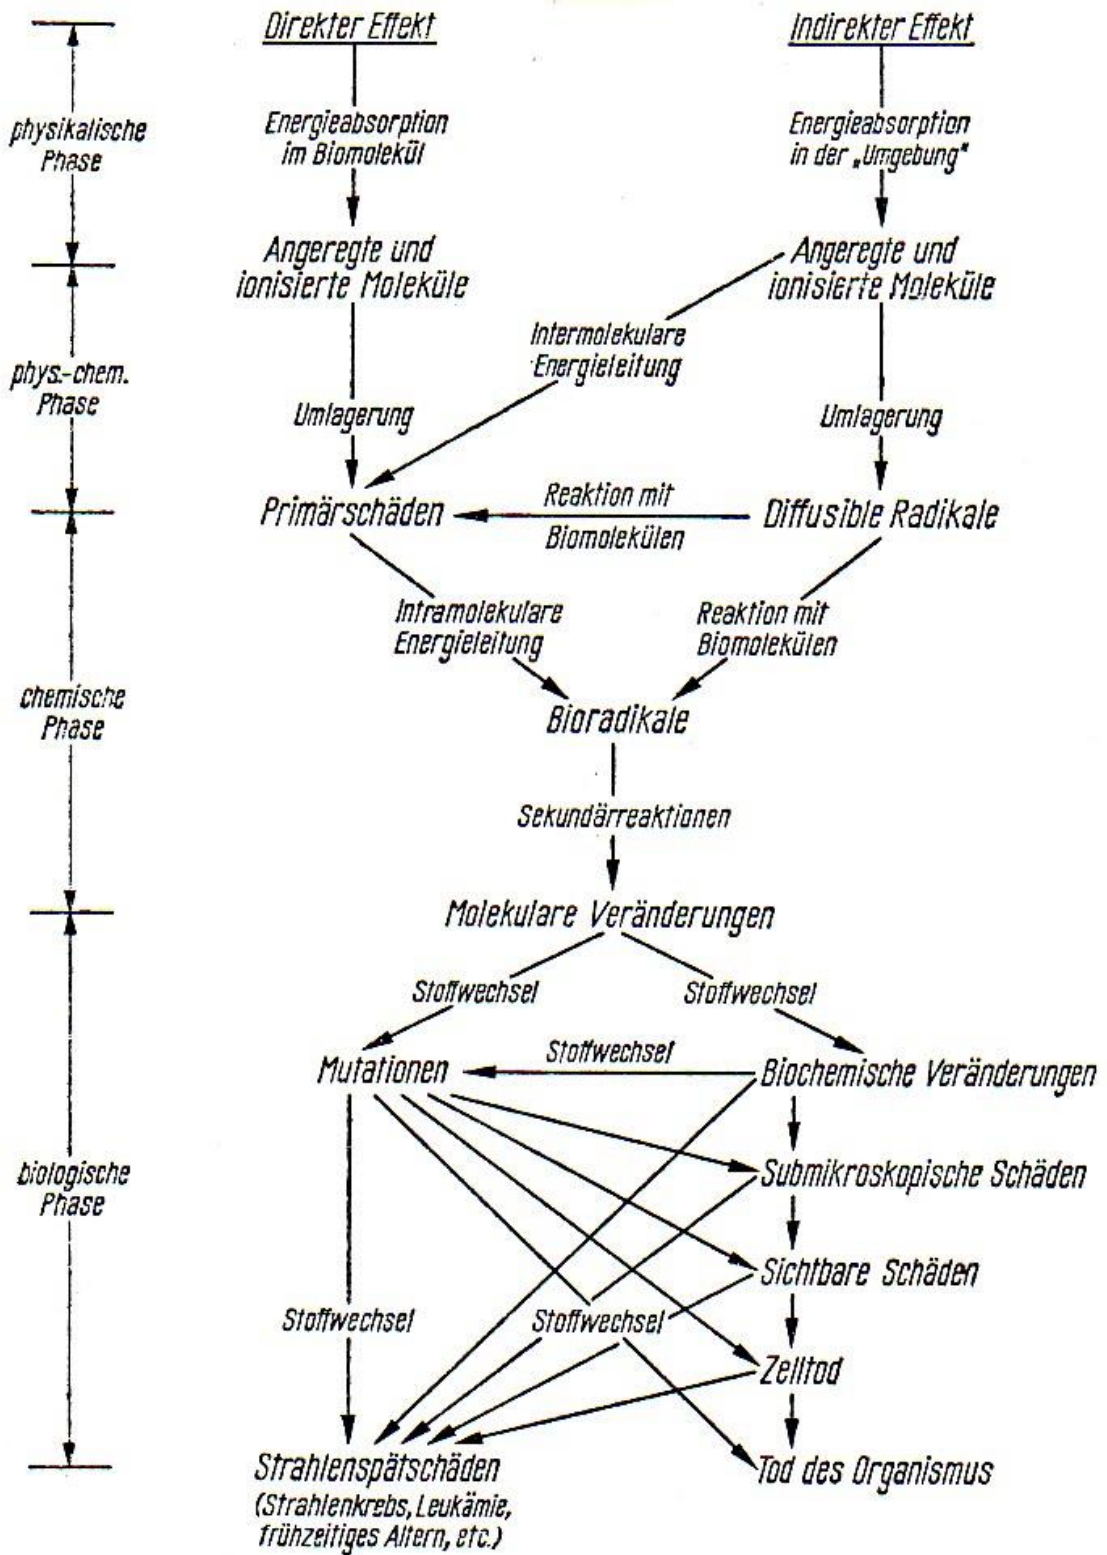 Direkter Effekt
Indirekter Effekt
physikalische
Phase
Energieabsorption
im Biomolekül
Energieabsorption
in der „Umgebung"
Angeregte und
ionisierte Moleküle
Angeregte und
ionisierte Moleküle
phys.-chem.
Phase
Intermolekulare
Energieleitung
Umlagerung
Umlagerung
Primärschäden
Reaktion mit
Biomolekülen
Diffusible Radikale
Intramolekulare
Energieleitung
Reaktion mit
Biomolekülen
chemische
Phase
Bioradikale
Sekundärreaktionen
Molekulare Veränderungen
Stoffwechsel
Stoffwechsel
Mutationen
Stoffwechsel
Biochemische Veränderungen
biologische
Phase
Submikroskopische Schäden
Sichtbare Schäden
Stoffwechsel
Stoffwechsel
Zelltod
Strahlenspätschäden
(Strahlenkrebs, Leukämie,
frühzeitiges Altern, etc.)
Tod des Organismus